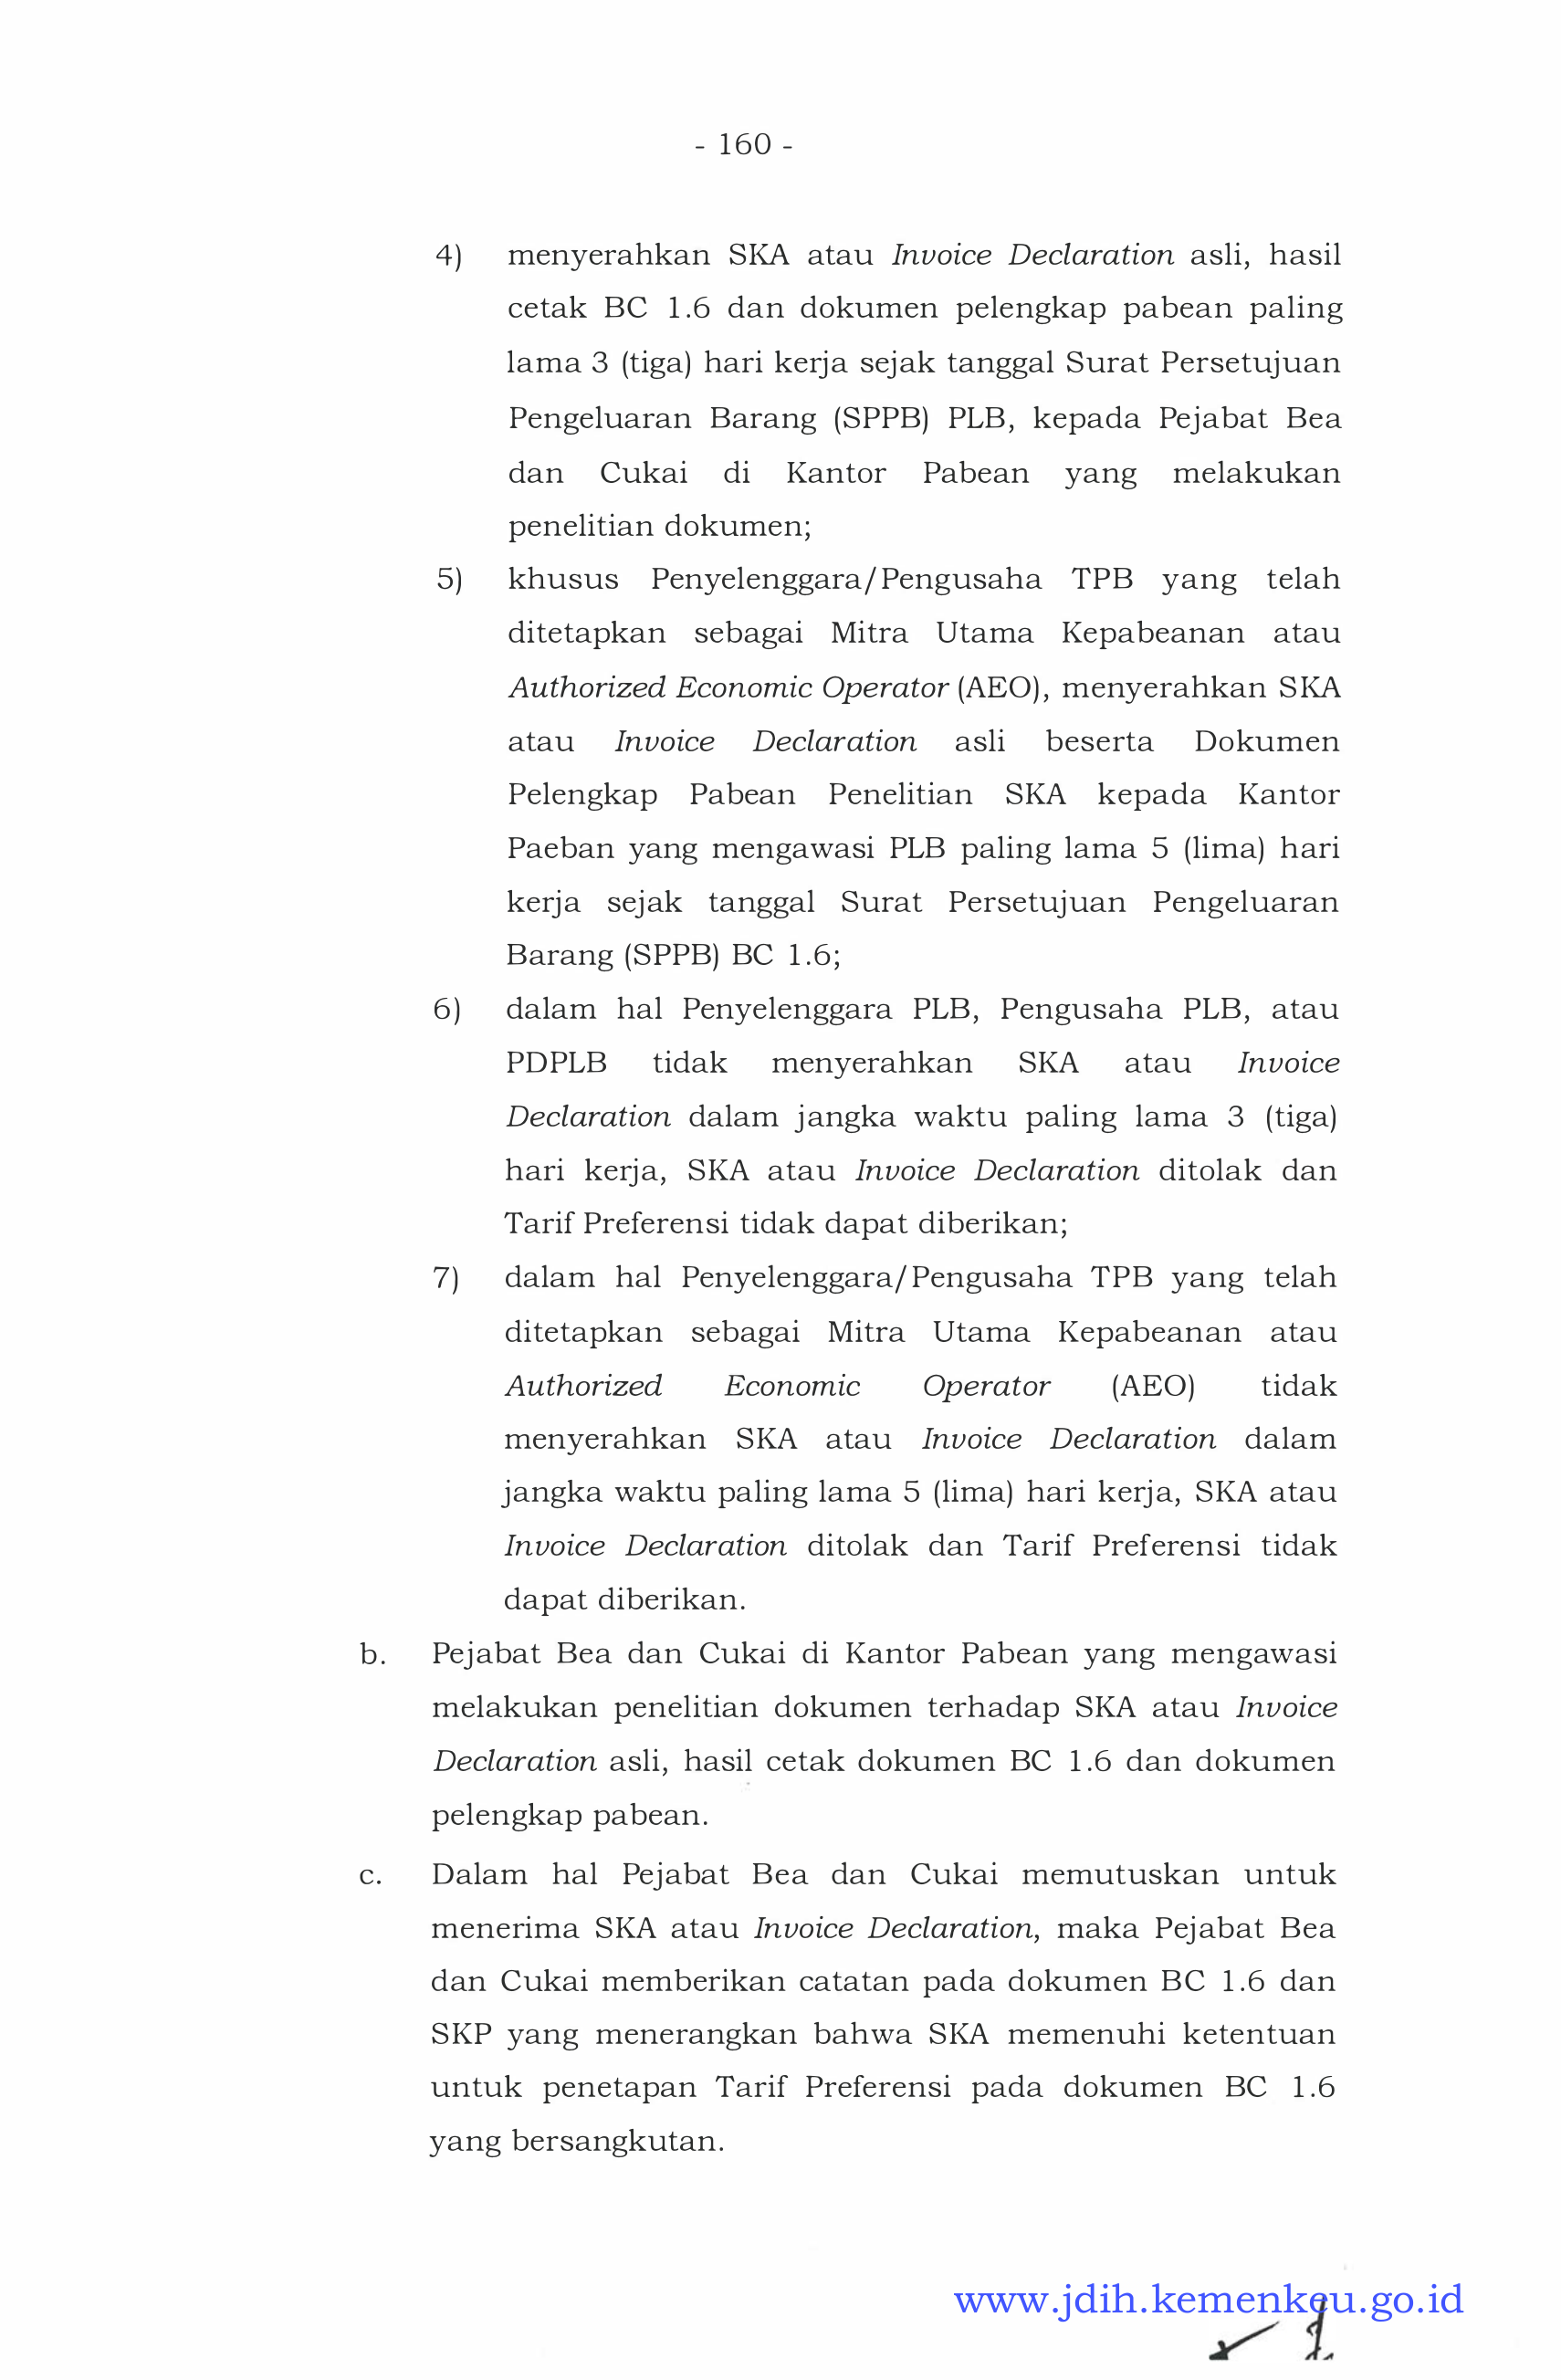 - 160 -
4) menyerahkan SKA atau Invoice Declaration asli, hasil
cetak BC 1.6 dan dokumen pelengkap pabean paling
lama 3 (tiga) hari kerja sejak tanggal Surat Persetujuan
Pengeluaran Barang (SPPB) PLB, kepada Pejabat Bea
dan Cukai di Kantor Pabean yang melakukan
penelitian dokumen;
5) khusus Penyelenggara/Pengusaha TPB yang telah
ditetapkan sebagai Mitra Utama Kepabeanan atau
Authorized Economic Operator (AEO), menyerahkan SKA
atau Invoice Declaration asli beserta Dokumen
Pelengkap Pabean Penelitian SKA kepada Kantor
Paeban yang mengawasi PLB paling lama 5 (lima) hari
kerja sejak tanggal Surat Persetujuan Pengeluaran
Barang (SPPB) BC 1.6;
6) dalam hal Penyelenggara PLB, Pengusaha PLB, atau
PDPLB tidak menyerahkan SKA atau Invoice
Declaration dalam jangka waktu paling lama 3 (tiga)
hari kerja, SKA atau Invoice Declaration ditolak dan
Tarif Preferensi tidak dapat diberikan;
7) dalam hal Penyelenggara/Pengusaha TPB yang telah
ditetapkan sebagai Mitra Utama Kepabeanan atau
Authorized Economic Operator (AEO) tidak
menyerahkan SKA atau Invoice Declaration dalam
jangka waktu paling lama 5 (lima) hari kerja, SKA atau
Invoice Declaration ditolak dan Tarif Preferensi tidak
dapat diberikan.
b. Pejabat Bea dan Cukai di Kantor Pabean yang mengawasi
melakukan penelitian dokumen terhadap SKA atau Invoice
Declaration asli, hasil cetak dokumen BC 1.6 dan dokumen
pelengkap pabean.
c. Dalam hal Pejabat Bea dan Cukai memutuskan untuk
menerima SKA atau Invoice Declaration, maka Pejabat Bea
dan Cukai memberikan catatan pada dokumen BC 1.6 dan
SKP yang menerangkan bahwa SKA memenuhi ketentuan
untuk penetapan Tarif Preferensi pada dokumen BC 1.6
yang bersangkutan.
www.jdih.kemenkeu.go.id